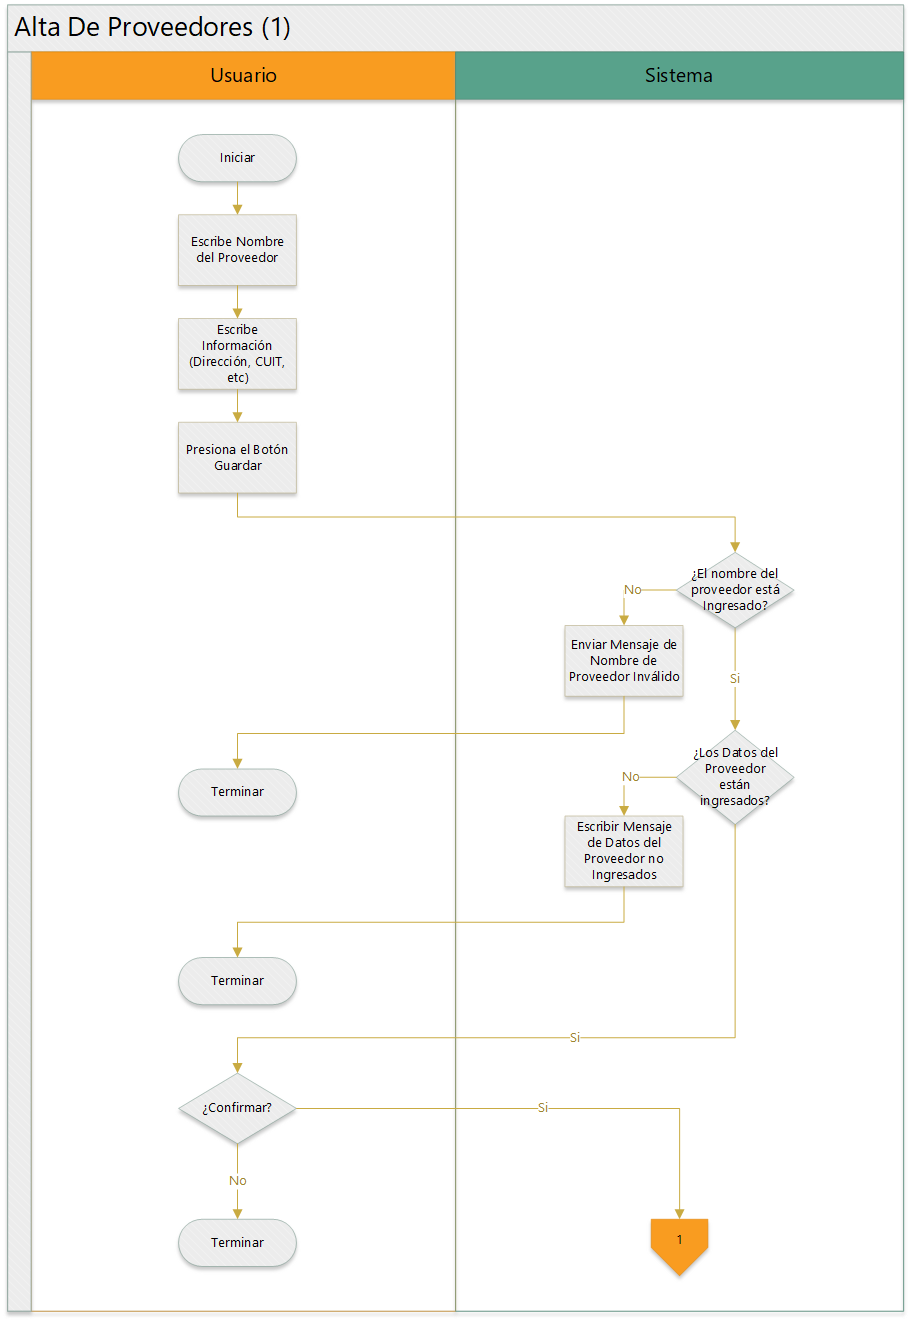 Alta De Proveedores (1)
Usuario
Sistema
Iniciar
Escribe Nombre
del Proveedor
Escribe
Información
(Dirección, CUIT,
etc)
Presiona el Botón
Guardar
¿El nombre del
proveedor está
Ingresado?
No
Enviar Mensaje de
Nombre de
Proveedor Inválido
Si
Terminar
¿Los Datos del
Proveedor
están
ingresados?
No
Escribir Mensaje
de Datos del
Proveedor no
Ingresados
Terminar
Si
¿Confirmar?
Si
No
Terminar
1